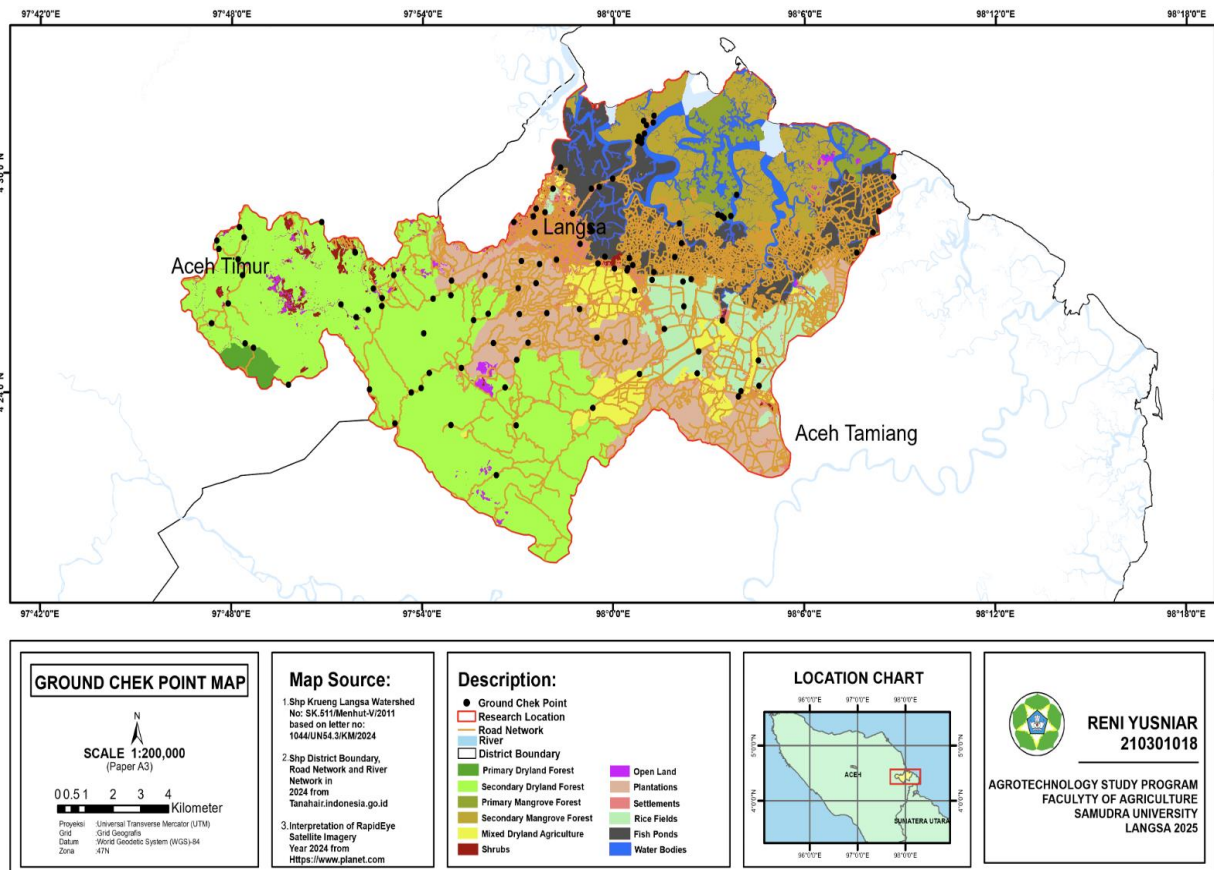 97°42'0"E 97°48'0"E 97°54'0"E 98°0'0"E 98°6'0"E 98°12'0"E 98°18'0"E
Langsa
Aceh Timur
Aceh Tamiang
97°42'0"E 97°48'0"E 97°54'0"E 98°0'0"E 98°6'0"E 98°12'0"E 98°18'0"E
GROUND CHEK POINT MAP
N
SCALE 1:200,000
(Paper A3)
0 0.5 1 2 3 4
Kilometer
Proyeksi :Universal Transverse Mercator (UTM)
Grid :Grid Geografis
Datum :World Geodetic System (WGS)-84
Zona :47N
Map Source:
1.Shp Krueng Langsa Watershed
No: SK.511/Menhut-V/2011
based on letter no:
1044/UN54.3/KM/2024
2.Shp District Boundary,
Road Network and River
Network in
2024 from
Tanahair.indonesia.go.id
3.Interpretation of RapidEye
Satellite Imagery
Year 2024 from
Https://www.planet.com
Description:
Ground Chek Point
Research Location
Road Network
River
District Boundary
Primary Dryland Forest
Secondary Dryland Forest
Primary Mangrove Forest
Secondary Mangrove Forest
Mixed Dryland Agriculture
Shrubs
Open Land
Plantations
Settlements
Rice Fields
Fish Ponds
Water Bodies
LOCATION CHART
96°0'0"E 97°0'0"E 98°0'0"E
5°0'0"N
ACEH
4°0'0"N
SUMATERA UTARA
96°0'0"E 97°0'0"E 98°0'0"E
RENI YUSNIAR
210301018
AGROTECHNOLOGY STUDY PROGRAM
FACULYTY OF AGRICULTURE
SAMUDRA UNIVERSITY
LANGSA 2025